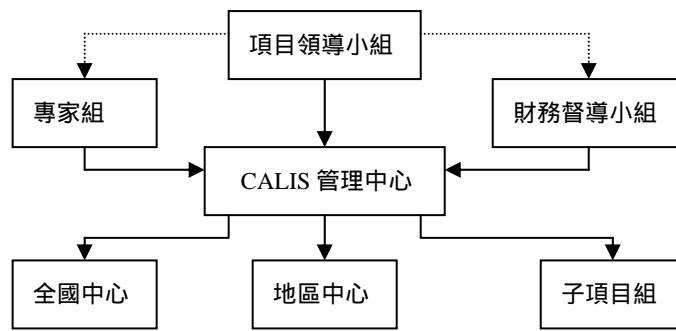 項目領導小組
專家組
財務督導小組
CALIS 管理中心
全國中心
地區中心
子項目組